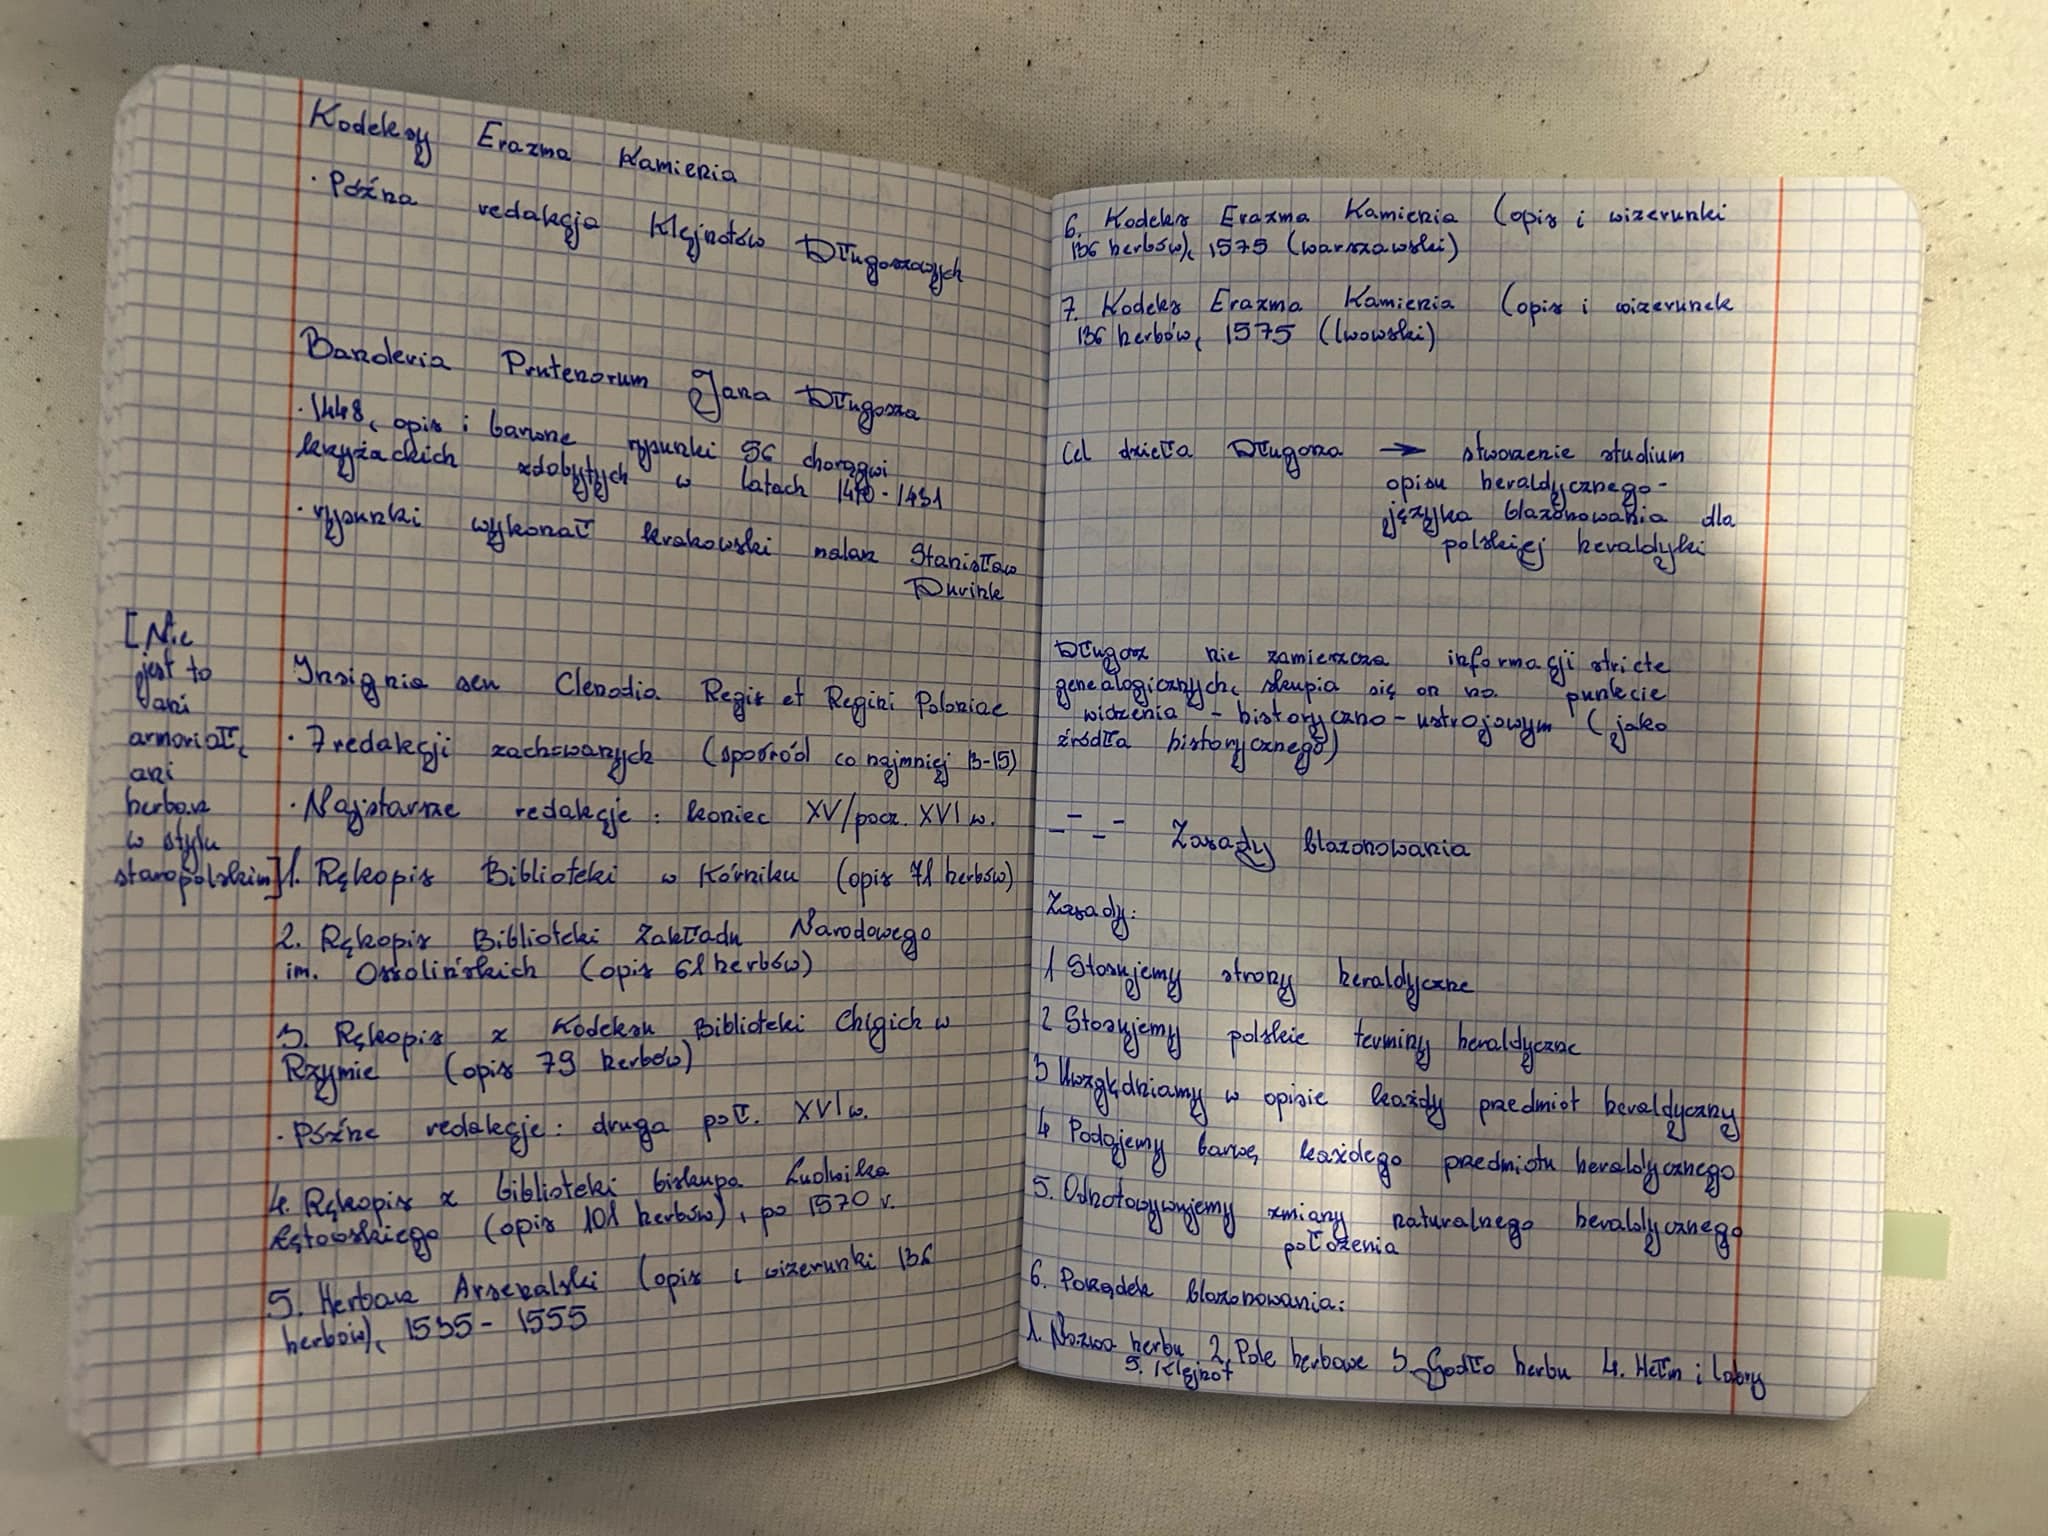 Kodeksy Erazma Kamienia
· Późna redakcja Klejnotów Długoszowych
Banderia Prutenorum Jana Długosza
· 1448, opis i barwne rysunki 56 chorągwi
krzyżackich zdobytych w latach 1410-1431
· rysunki wykonał krakowski malarz Stanisław
Durink
[Nie
jest to
ani
armoriał,
ani
herbarz
w stylu
staropolskim]
Insignia seu Clenodia Regis et Regini Poloniae
· 7 redakcji zachowanych (spośród co najmniej 13-15)
· Najstarsze redakcje: koniec XV/pocz. XVI w.
1. Rękopis Biblioteki w Kórniku (opis 71 herbów)
2. Rękopis Biblioteki Zakładu Narodowego
im. Ossolińskich (opis 61 herbów)
3. Rękopis z Kodeksu Biblioteki Chigich w
Rzymie (opis 79 herbów)
· Późne redakcje: druga poł. XVI w.
4. Rękopis z biblioteki biskupa Ludwika
Łętowskiego (opis 101 herbów), po 1570 r.
5. Herbarz Arsenalski (opis i wizerunki 136
herbów), 1535 - 1555
6. Kodeks Erazma Kamienia (opis i wizerunki
136 herbów), 1575 (warszawski)
7. Kodeks Erazma Kamienia (opis i wizerunek
136 herbów, 1575 (lwowski)
Cel dzieła Długosza → stworzenie studium
opisu heraldycznego -
języka blazonowania dla
polskiej heraldyki
Długosz nie zamieszcza informacji stricte
genealogicznych, skupia się on na punkcie
widzenia - historyczno - ustrojowym (jako
źródła historycznego)
Zasady blazonowania
Zasady:
1 Stosujemy strony heraldyczne
2 Stosujemy polskie terminy heraldyczne
3 Uwzględniamy w opisie każdy przedmiot heraldyczny
4 Podajemy barwę każdego przedmiotu heraldycznego
5. Odnotowywujemy zmiany naturalnego heraldycznego
położenia
6. Porządek blazonowania:
1. Nazwa herbu 2. Pole herbowe 3. Godło herbu 4. Hełm i labry
5. Klejnot